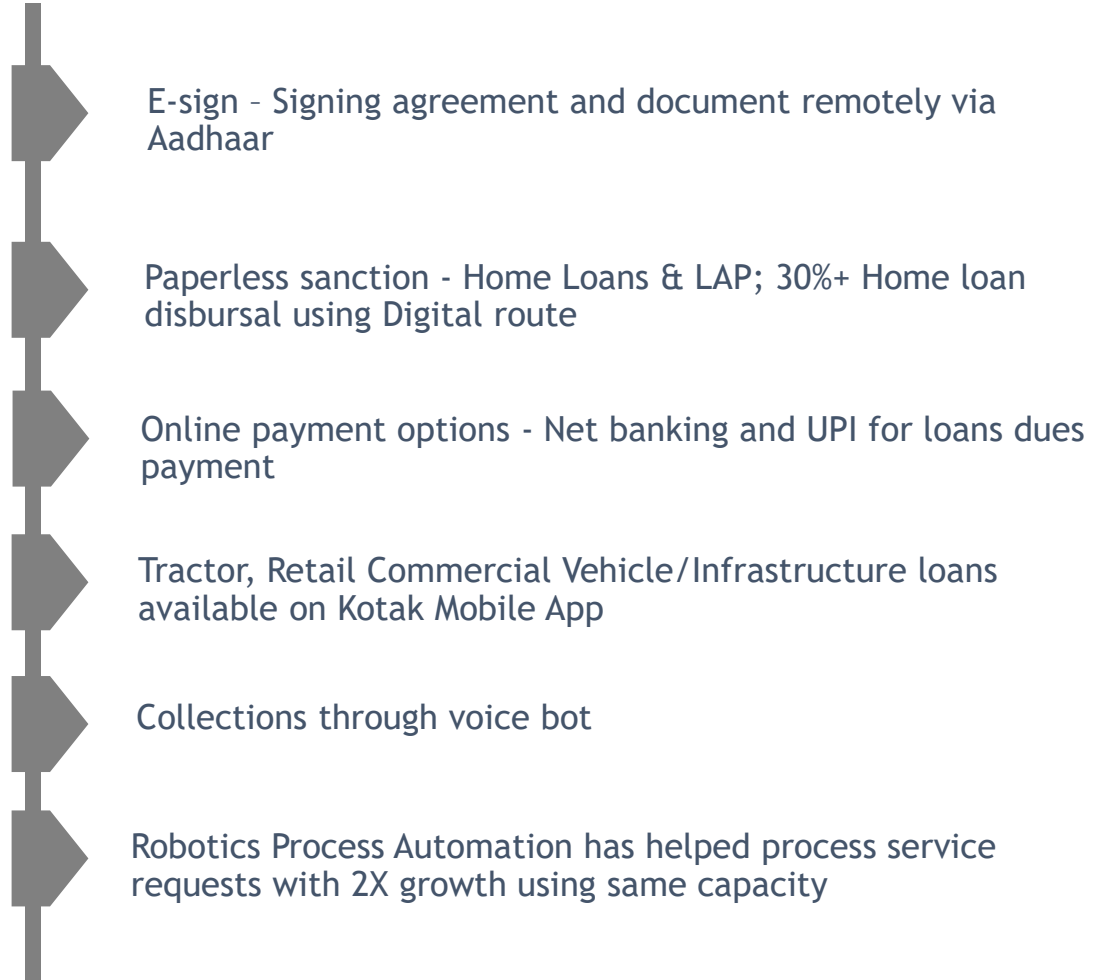 E-sign – Signing agreement and document remotely via
Aadhaar
Paperless sanction - Home Loans & LAP; 30%+ Home loan
disbursal using Digital route
Online payment options - Net banking and UPI for loans dues
payment
Tractor, Retail Commercial Vehicle/Infrastructure loans
available on Kotak Mobile App
Collections through voice bot
Robotics Process Automation has helped process service
requests with 2X growth using same capacity